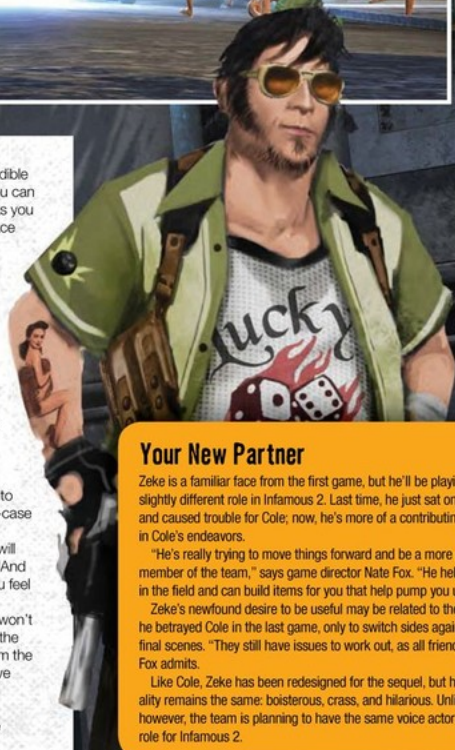 dible
u can
s you
ce
Lucky
to
-case
will
And
u feel
won't
the
m the
ve
Your New Partner
Zeke is a familiar face from the first game, but he'll be playi
slightly different role in Infamous 2. Last time, he just sat on
and caused trouble for Cole; now, he's more of a contributin
in Cole's endeavors.
"He's really trying to move things forward and be a more
member of the team," says game director Nate Fox. "He hel
in the field and can build items for you that help pump you u
Zeke's newfound desire to be useful may be related to the
he betrayed Cole in the last game, only to switch sides agai
final scenes. "They still have issues to work out, as all friend
Fox admits.
Like Cole, Zeke has been redesigned for the sequel, but h
ality remains the same: boisterous, crass, and hilarious. Unli
however, the team is planning to have the same voice actor
role for Infamous 2.